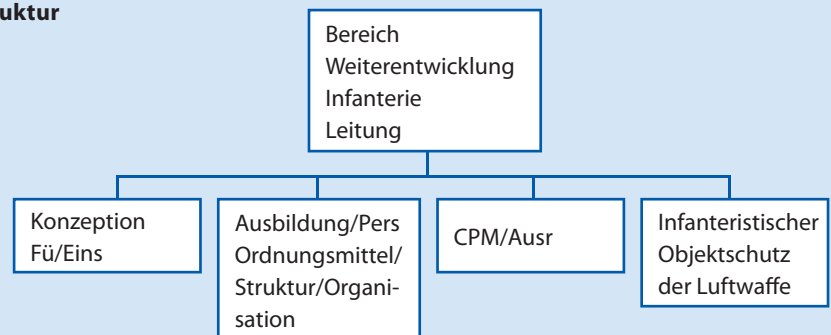 uktur
Bereich
Weiterentwicklung
Infanterie
Leitung
Konzeption
Fü/Eins
Ausbildung/Pers
Ordnungsmittel/
Struktur/Organi-
sation
CPM/Ausr
Infanteristischer
Objektschutz
der Luftwaffe